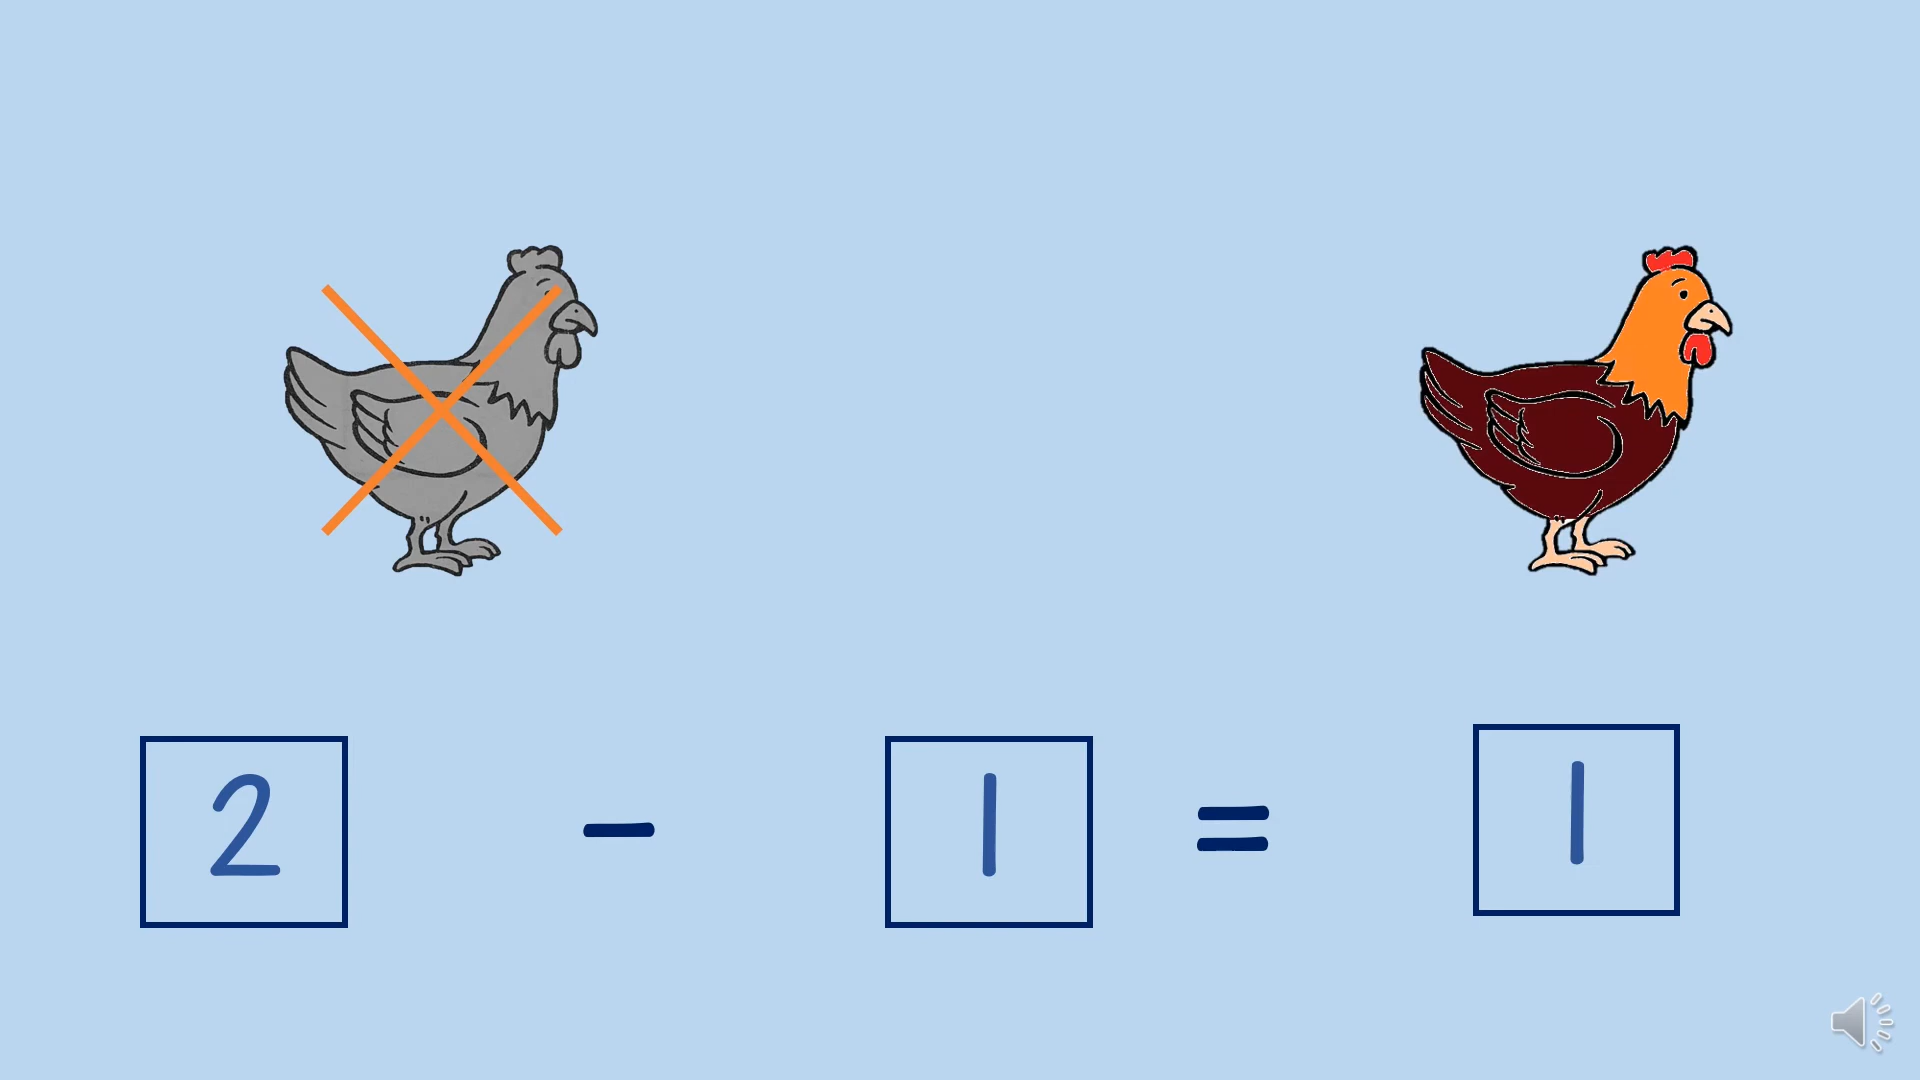 2 - 1 = 1